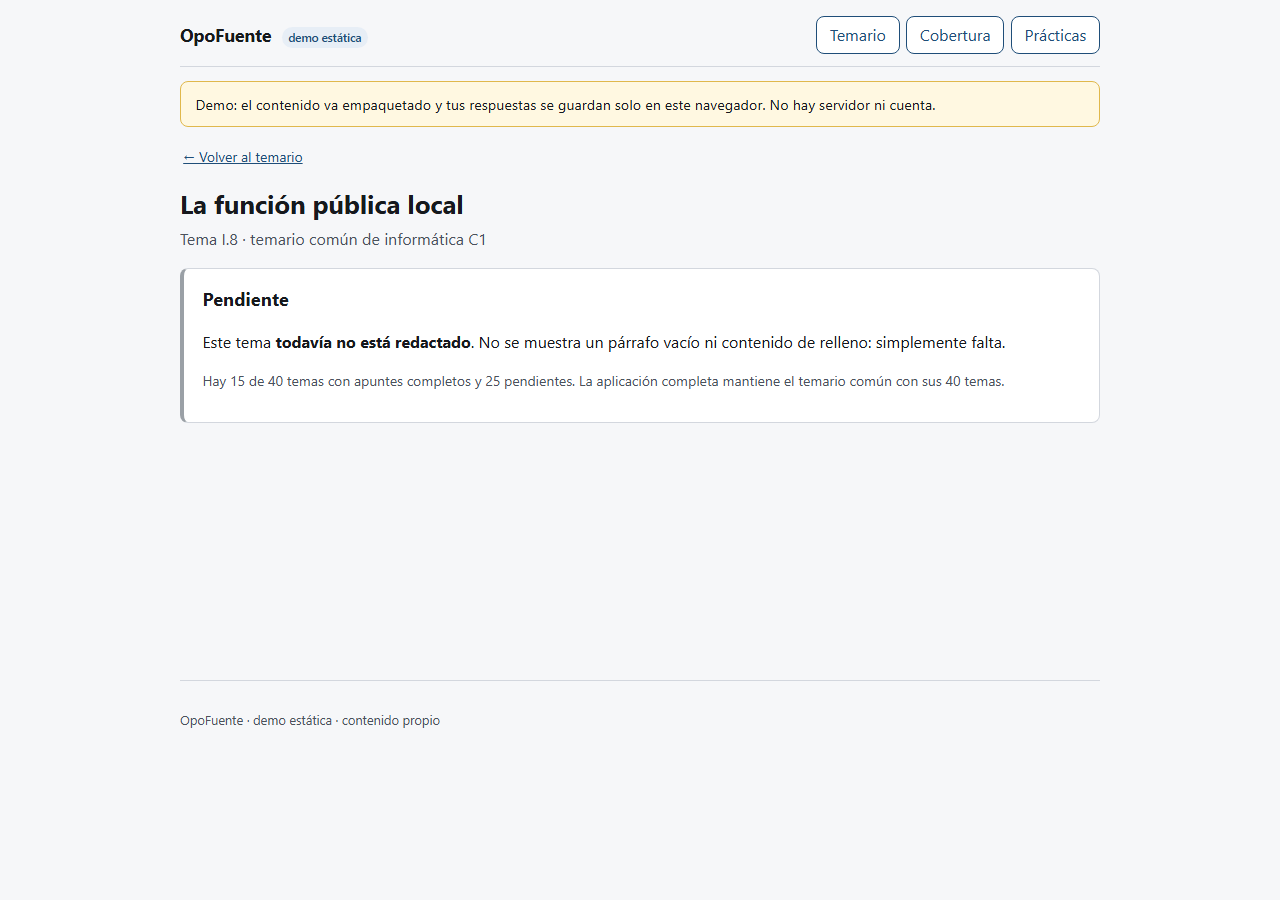 OpoFuente demo estática Temario Cobertura Prácticas
Demo: el contenido va empaquetado y tus respuestas se guardan solo en este navegador. No hay servidor ni cuenta.
← Volver al temario
La función pública local
Tema I.8 · temario común de informática C1
Pendiente
Este tema todavía no está redactado. No se muestra un párrafo vacío ni contenido de relleno: simplemente falta.
Hay 15 de 40 temas con apuntes completos y 25 pendientes. La aplicación completa mantiene el temario común con sus 40 temas.
OpoFuente · demo estática · contenido propio